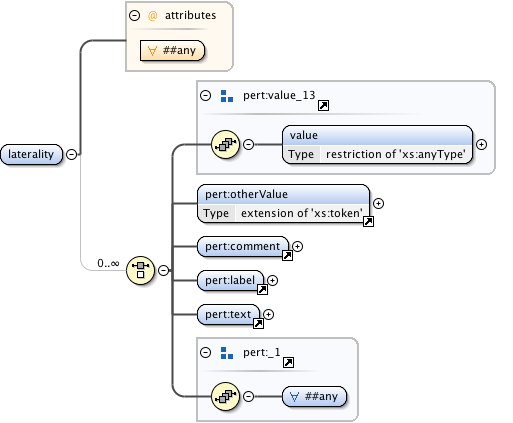 @ attributes
##any
pert:value_13
value
laterality
Type restriction of 'xs:anyType'
pert:otherValue
Type extension of 'xs:token'
pert:comment
0..∞
pert:label
pert:text
pert:_1
##any